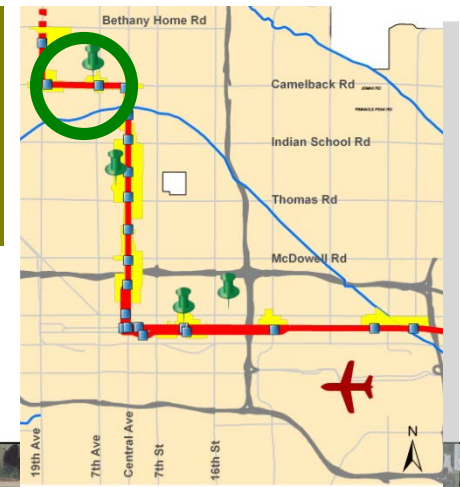 Bethany Home Rd
Camelback Rd
Indian School Rd
Thomas Rd
McDowell Rd
19th Ave
7th Ave
Central Ave
7th St
16th St
N